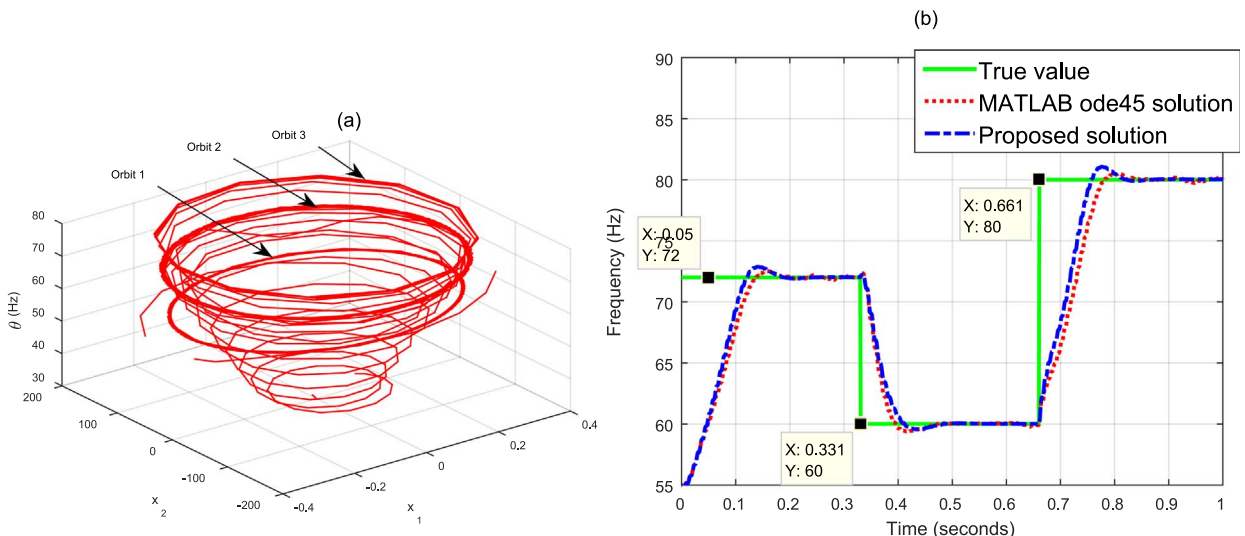 (a)
Orbit 3
Orbit 2
Orbit 1
80
70
60
50
40
30
θ (Hz)
200
100
0
-100
-200
x_2
-0.4
-0.2
0
0.2
0.4
x_1
(b)
90
85
80
75
70
65
60
55
Frequency (Hz)
True value
MATLAB ode45 solution
Proposed solution
X: 0.05
Y: 72
X: 0.331
Y: 60
X: 0.661
Y: 80
0
0.1
0.2
0.3
0.4
0.5
0.6
0.7
0.8
0.9
1
Time (seconds)